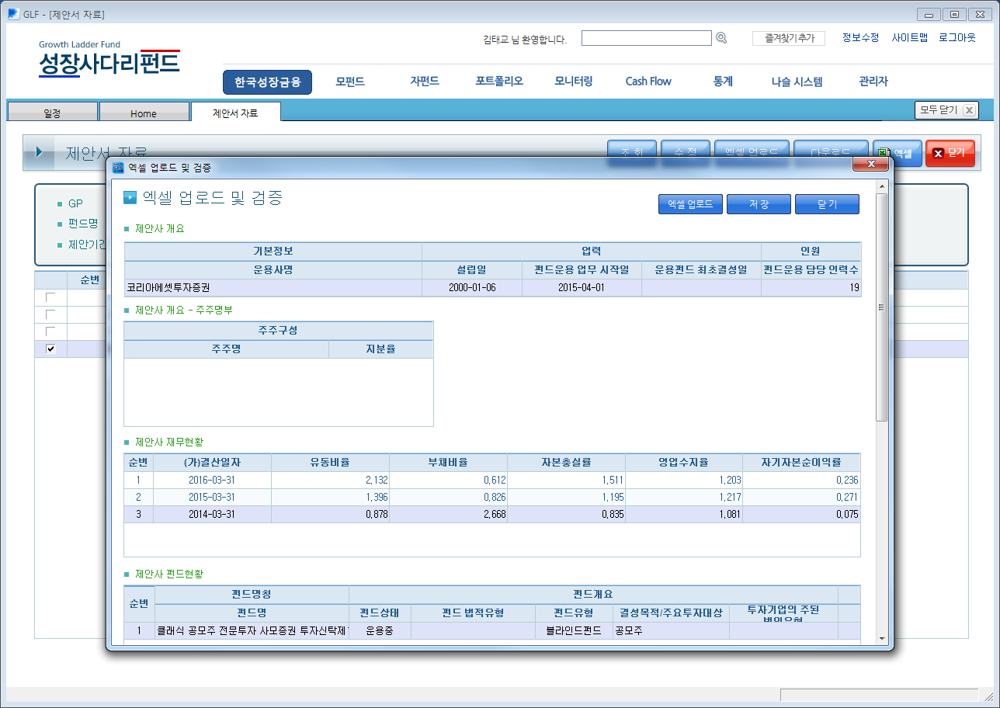 GLF - [제안서 자료]
Growth Ladder Fund
성장사다리펀드
김태교 님 환영합니다.
즐겨찾기 추가
정보수정 사이트맵 로그아웃
한국성장금융 모펀드 자펀드 포트폴리오 모니터링 Cash Flow 통계 나슬 시스템 관리자
일정 Home 제안서 자료
모두 닫기
제안서 자료
조 회 수 정 엑셀 업로드 다운로드 엑셀 닫기
GP
펀드명
제안기간
순번
엑셀 업로드 및 검증
엑셀 업로드 및 검증
엑셀 업로드 저 장 닫 기
제안사 개요
기본정보 업력 인원
운용사명 설립일 펀드운용 업무 시작일 운용펀드 최초결성일 펀드운용 담당 인력수
코리아에셋투자증권 2000-01-06 2015-04-01 19
제안사 개요 - 주주명부
주주구성
주주명 지분율
제안사 재무현황
순번 (가)결산일자 유동비율 부채비율 자본충실률 영업수지율 자기자본순이익률
1 2016-03-31 2,132 0,612 1,511 1,203 0,236
2 2015-03-31 1,396 0,826 1,195 1,217 0,271
3 2014-03-31 0,878 2,668 0,835 1,081 0,075
제안사 펀드현황
순번 펀드명칭 펀드개요
펀드명 펀드상태 펀드 법적유형 펀드유형 결성목적/주요투자대상 투자기업의 주된
법인유형
1 클래식 공모주 전문투자 사모증권 투자신탁제 운용중 블라인드펀드 공모주